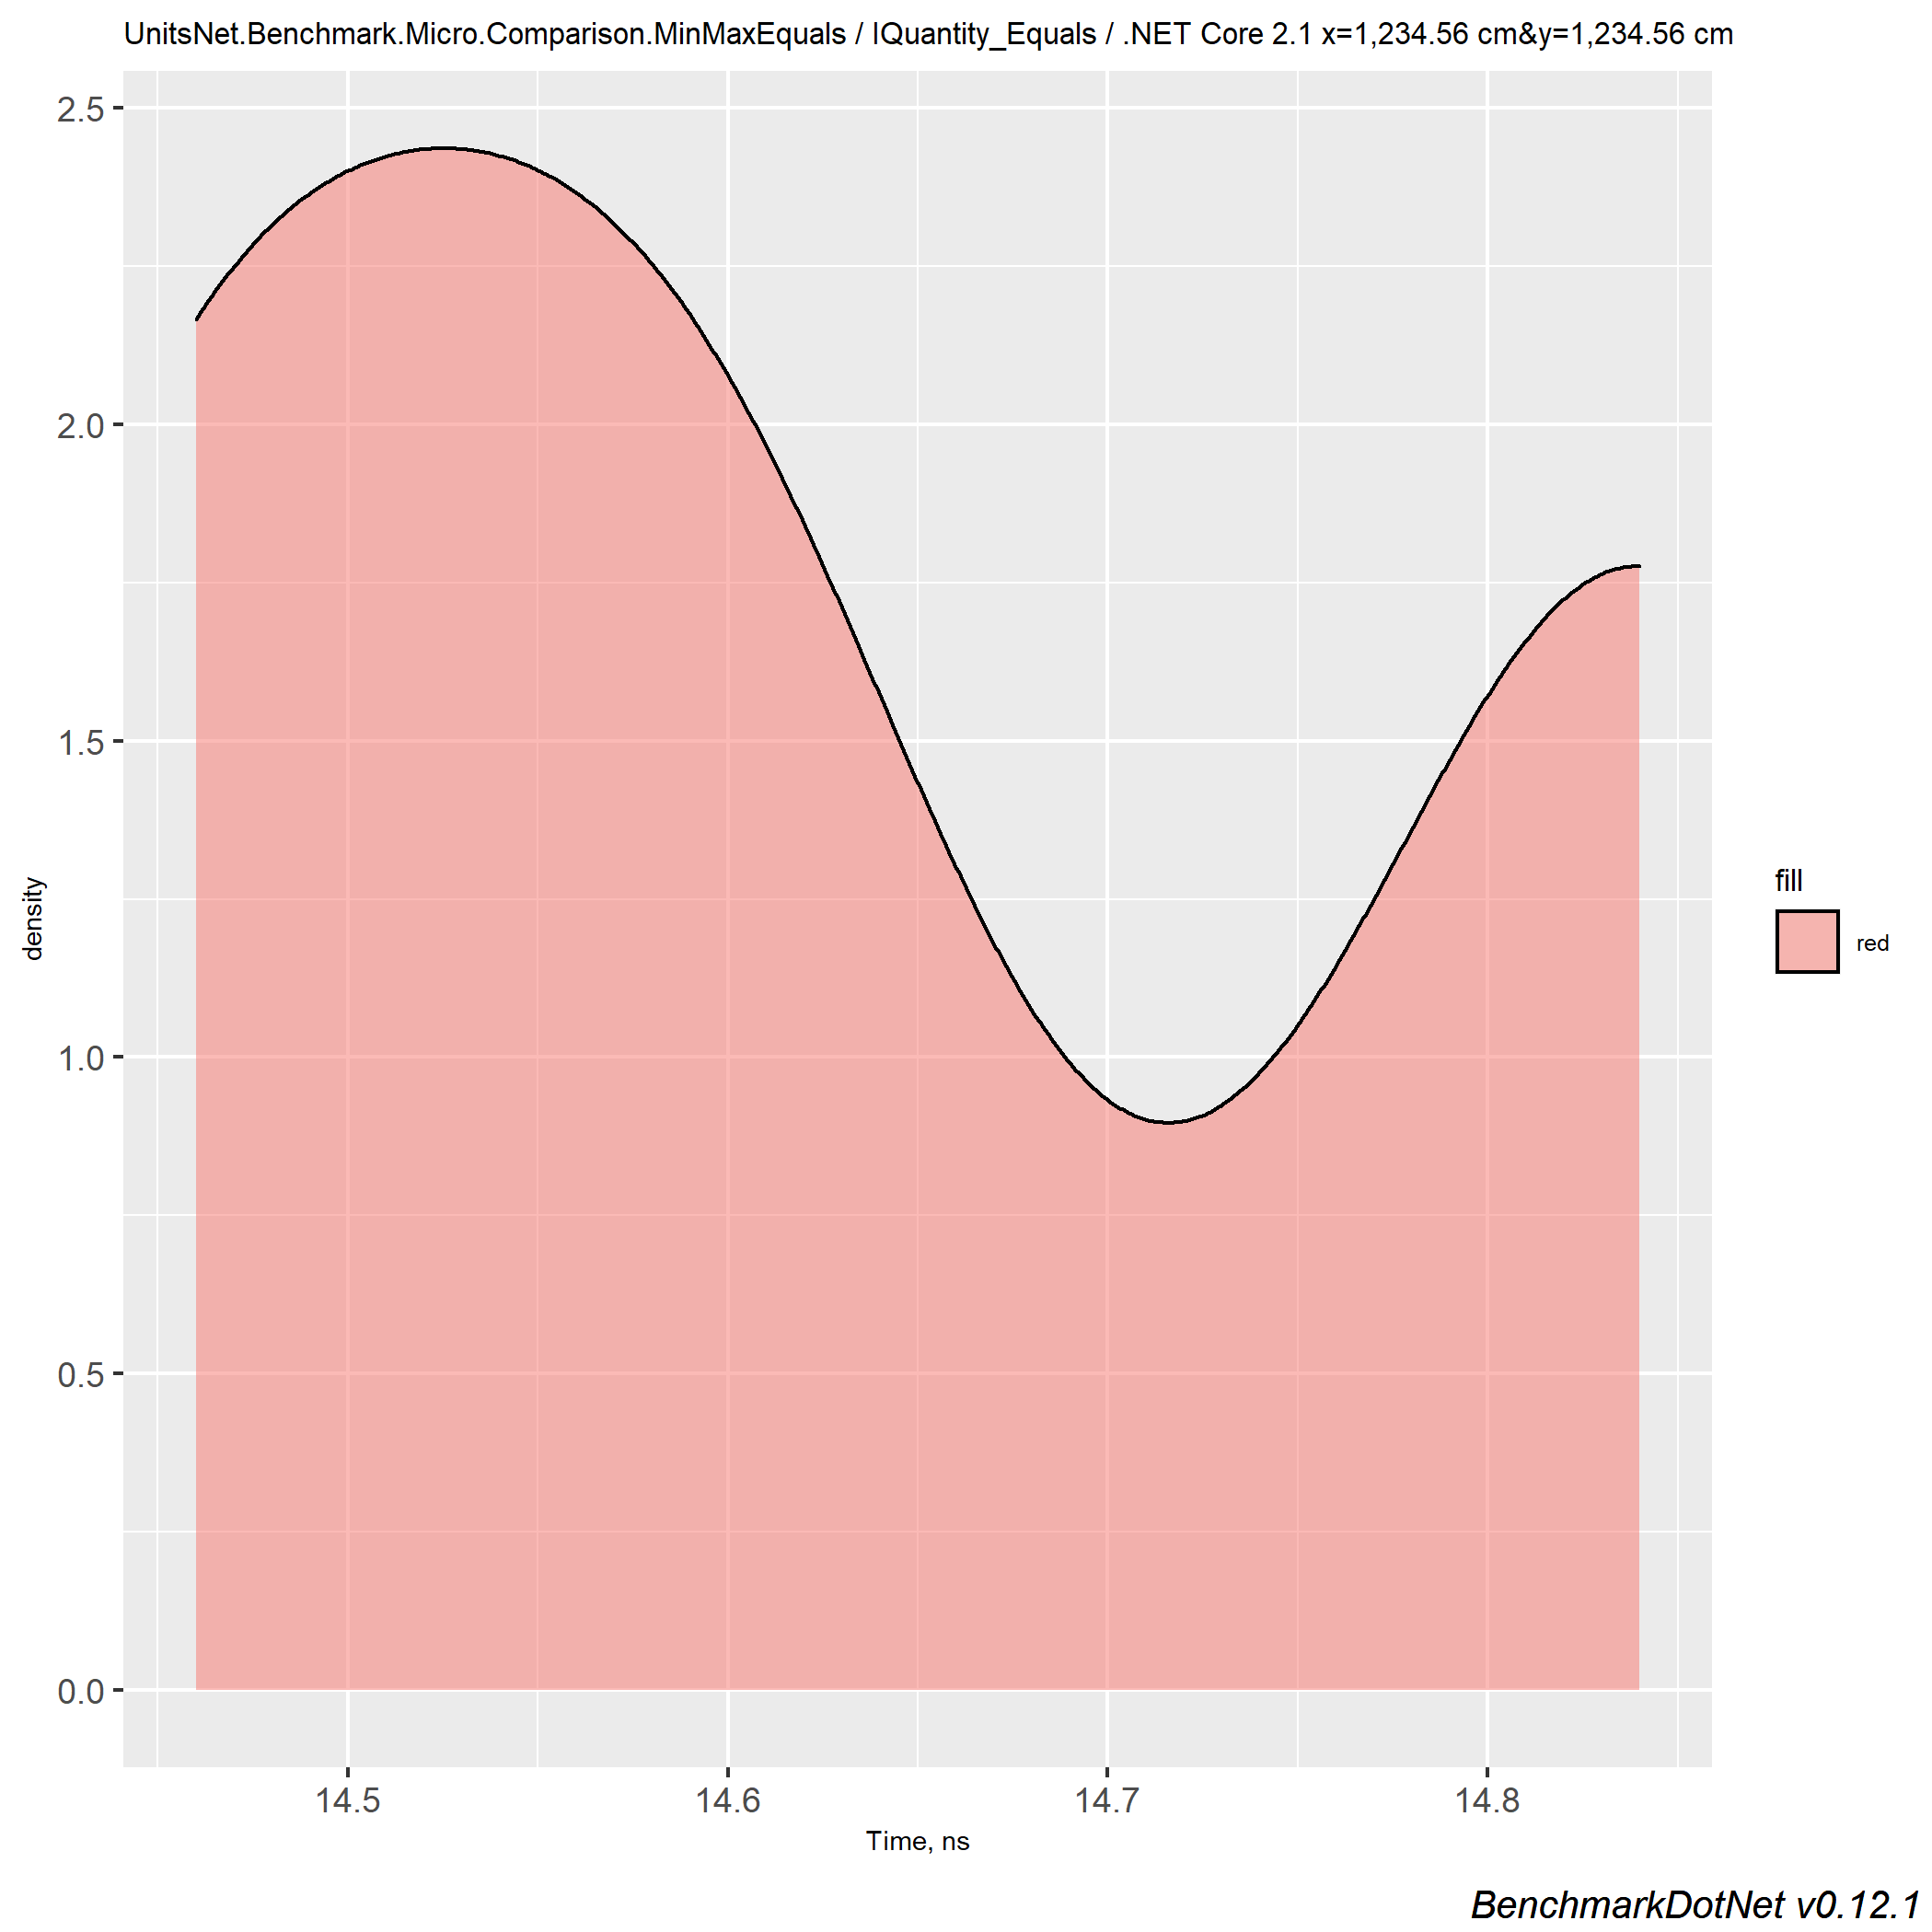 UnitsNet.Benchmark.Micro.Comparison.MinMaxEquals / IQuantity_Equals / .NET Core 2.1 x=1,234.56 cm&y=1,234.56 cm
2.5
2.0
1.5
1.0
0.5
0.0
density
14.5 14.6 14.7 14.8
Time, ns
fill
red
BenchmarkDotNet v0.12.1